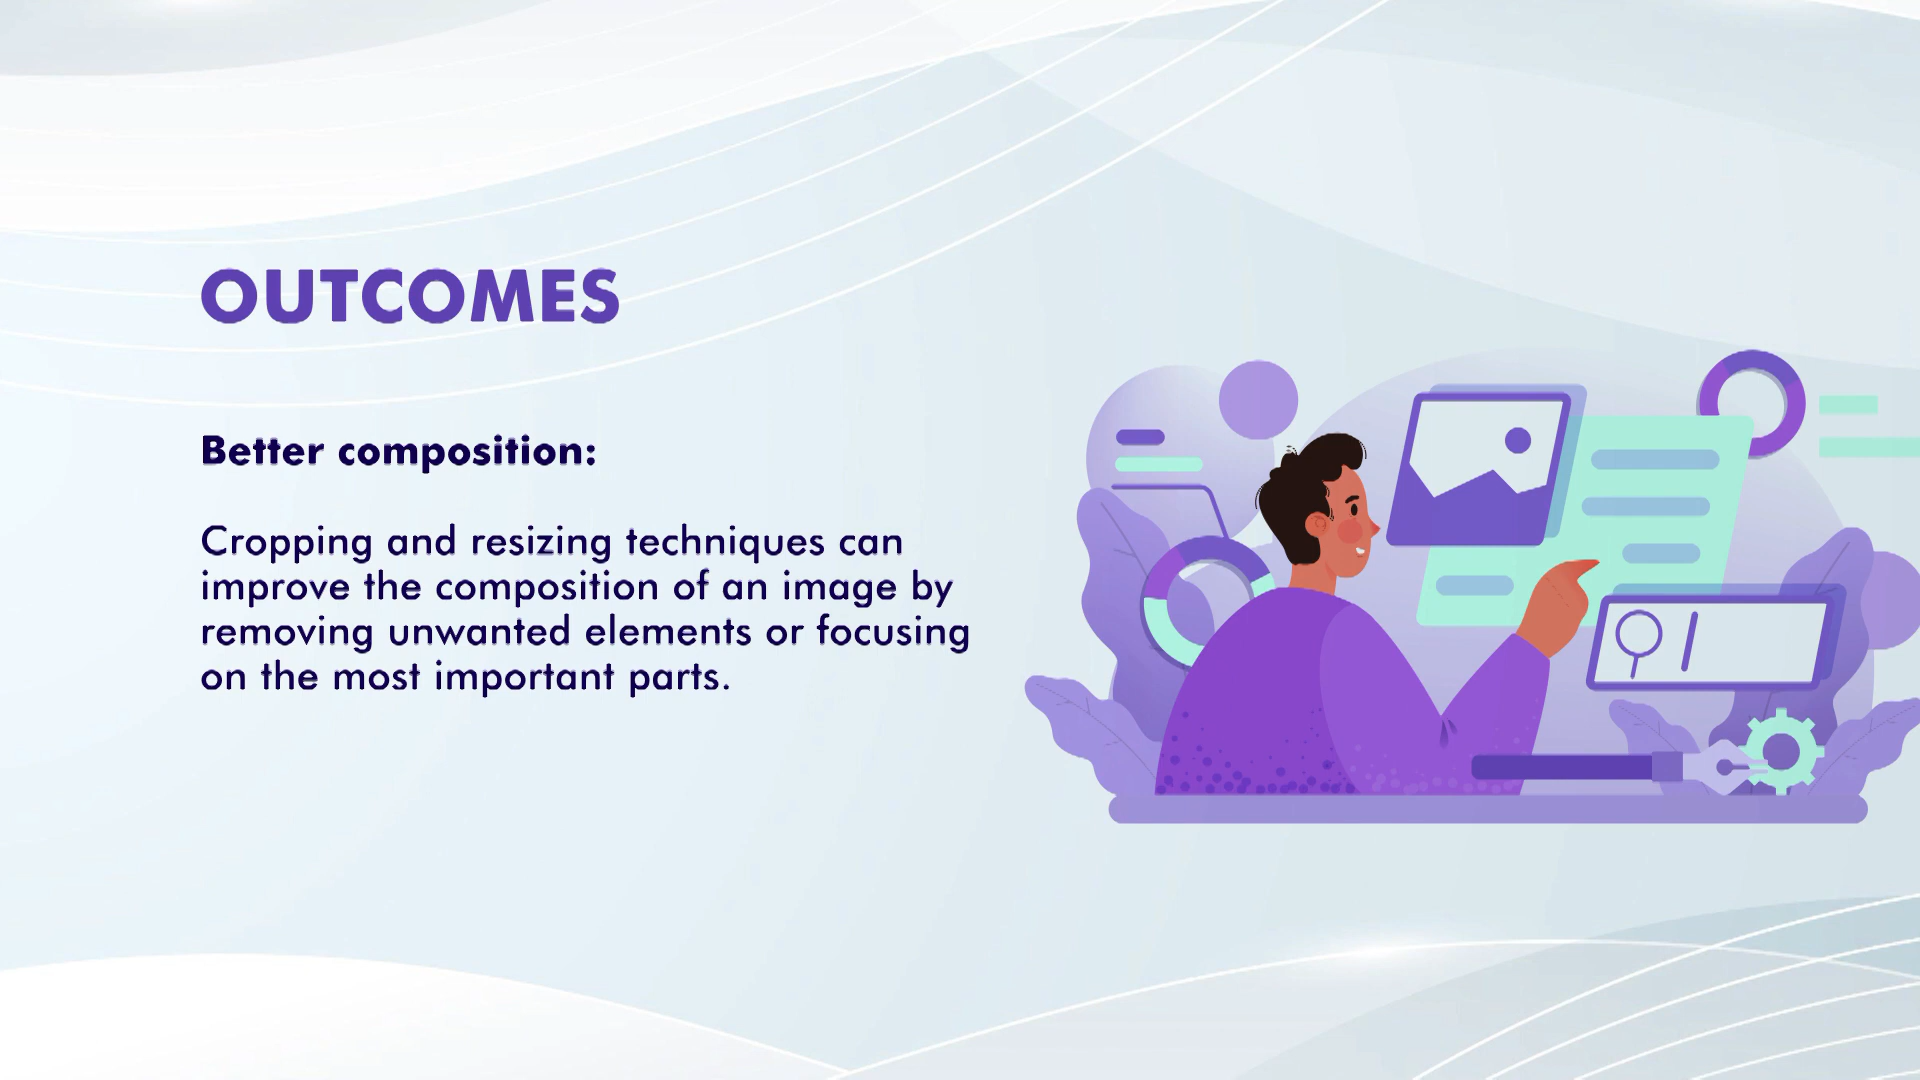 OUTCOMES
Better composition:
Cropping and resizing techniques can
improve the composition of an image by
removing unwanted elements or focusing
on the most important parts.